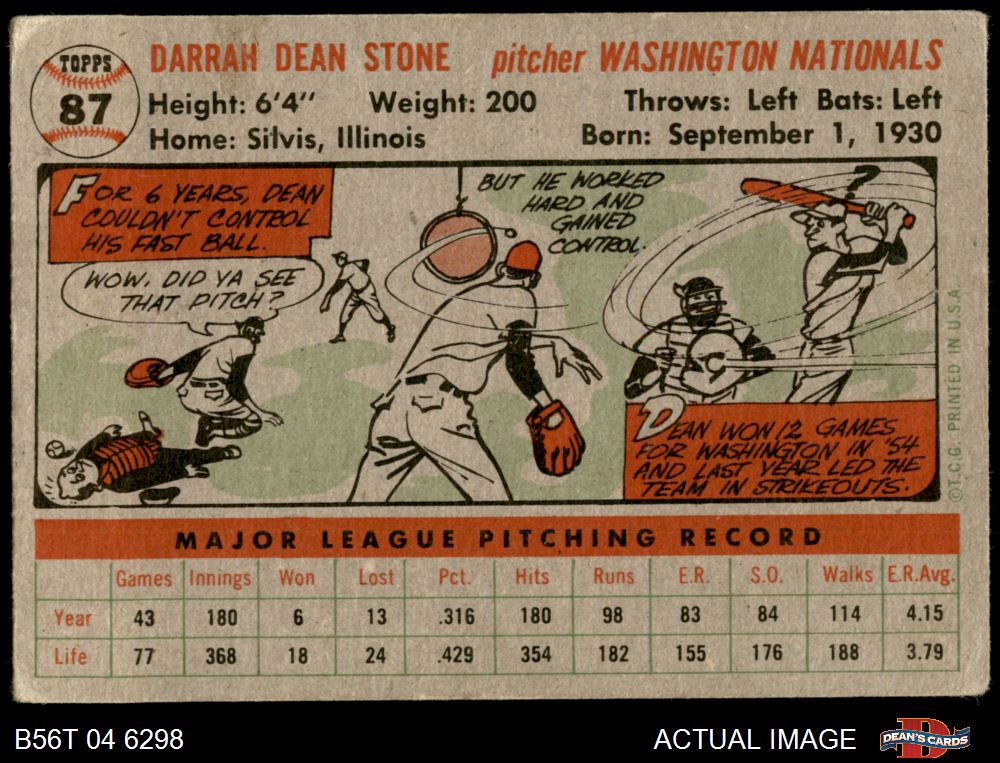 TOPPS
87
DARRAH DEAN STONE pitcher WASHINGTON NATIONALS
Height: 6'4" Weight: 200 Throws: Left Bats: Left
Home: Silvis, Illinois Born: September 1, 1930
FOR 6 YEARS, DEAN
COULDN'T CONTROL
HIS FAST BALL.
WOW, DID YA SEE
THAT PITCH?
BUT HE WORKED
HARD AND
GAINED
CONTROL.
?
DEAN WON 12 GAMES
FOR WASHINGTON IN '54
AND LAST YEAR LED THE
TEAM IN STRIKEOUTS.
©T.C.G. PRINTED IN U.S.A.
MAJOR LEAGUE PITCHING RECORD
Games Innings Won Lost Pct. Hits Runs E.R. S.O. Walks E.R.Avg.
Year 43 180 6 13 .316 180 98 83 84 114 4.15
Life 77 368 18 24 .429 354 182 155 176 188 3.79
B56T 04 6298 ACTUAL IMAGE D DEAN'S CARDS